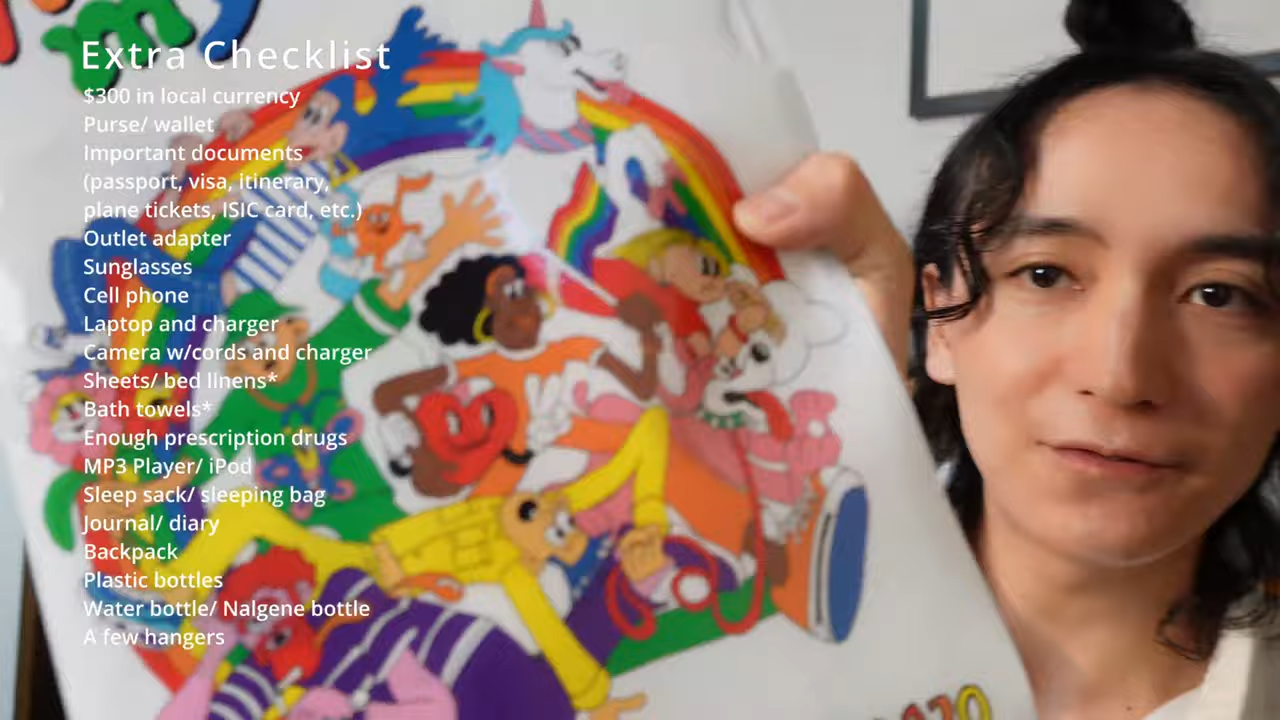 Extra Checklist
$300 in local currency
Purse/ wallet
Important documents
(passport, visa, itinerary,
plane tickets, ISIC card, etc.)
Outlet adapter
Sunglasses
Cell phone
Laptop and charger
Camera w/cords and charger
Sheets/ bed linens*
Bath towels*
Enough prescription drugs
MP3 Player/ iPod
Sleep sack/ sleeping bag
Journal/ diary
Backpack
Plastic bottles
Water bottle/ Nalgene bottle
A few hangers